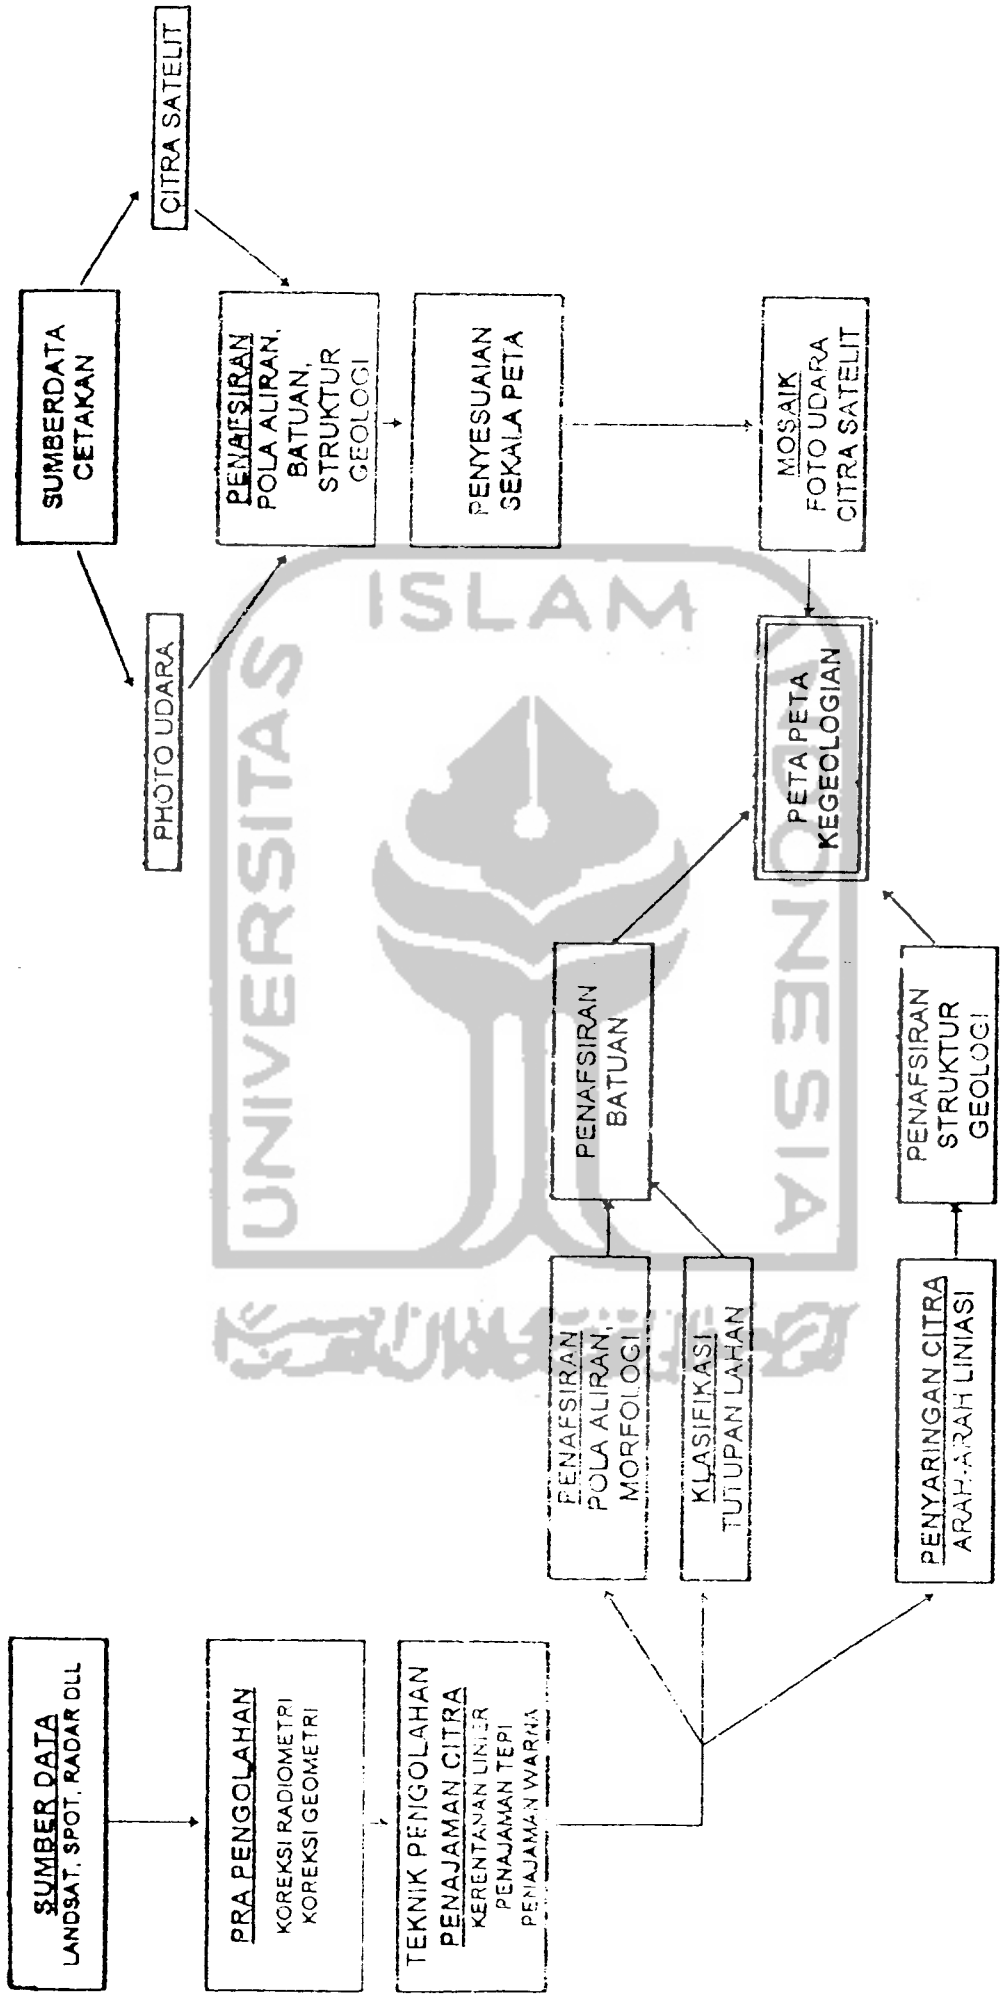 SUMBER DATA
LANDSAT, SPOT, RADAR DLL
PRA PENGOLAHAN
KOREKSI RADIOMETRI
KOREKSI GEOMETRI
TEKNIK PENGOLAHAN
PENAJAMAN CITRA
KERENTANAN LINIER
PENAJAMAN TEPI
PENAJAMAN WARNA
PENAFSIRAN
POLA ALIRAN,
MORFOLOGI
KLASIFIKASI
TUTUPAN LAHAN
PENYARINGAN CITRA
ARAH-ARAH LINIASI
PENAFSIRAN
BATUAN
PENAFSIRAN
STRUKTUR
GEOLOGI
PETA PETA
KEGEOLOGIAN
SUMBERDATA
CETAKAN
PHOTO UDARA
CITRA SATELIT
PENAFSIRAN
POLA ALIRAN,
BATUAN,
STRUKTUR
GEOLOGI
PENYESUAIAN
SEKALA PETA
MOSAIK
FOTO UDARA
CITRA SATELIT
UNIVERSITAS
ISLAM
INDONESIA